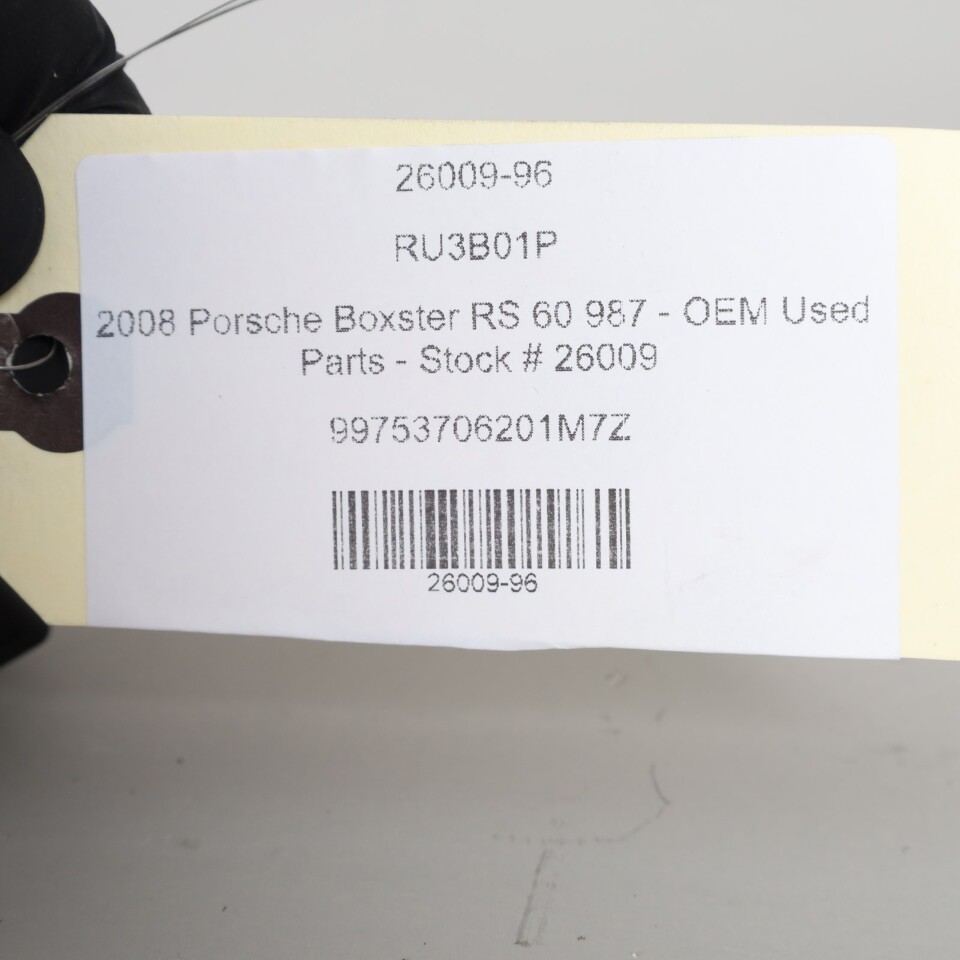 26009-96
RU3B01P
2008 Porsche Boxster RS 60 987 - OEM Used
Parts - Stock # 26009
99753706201M7Z
26009-96